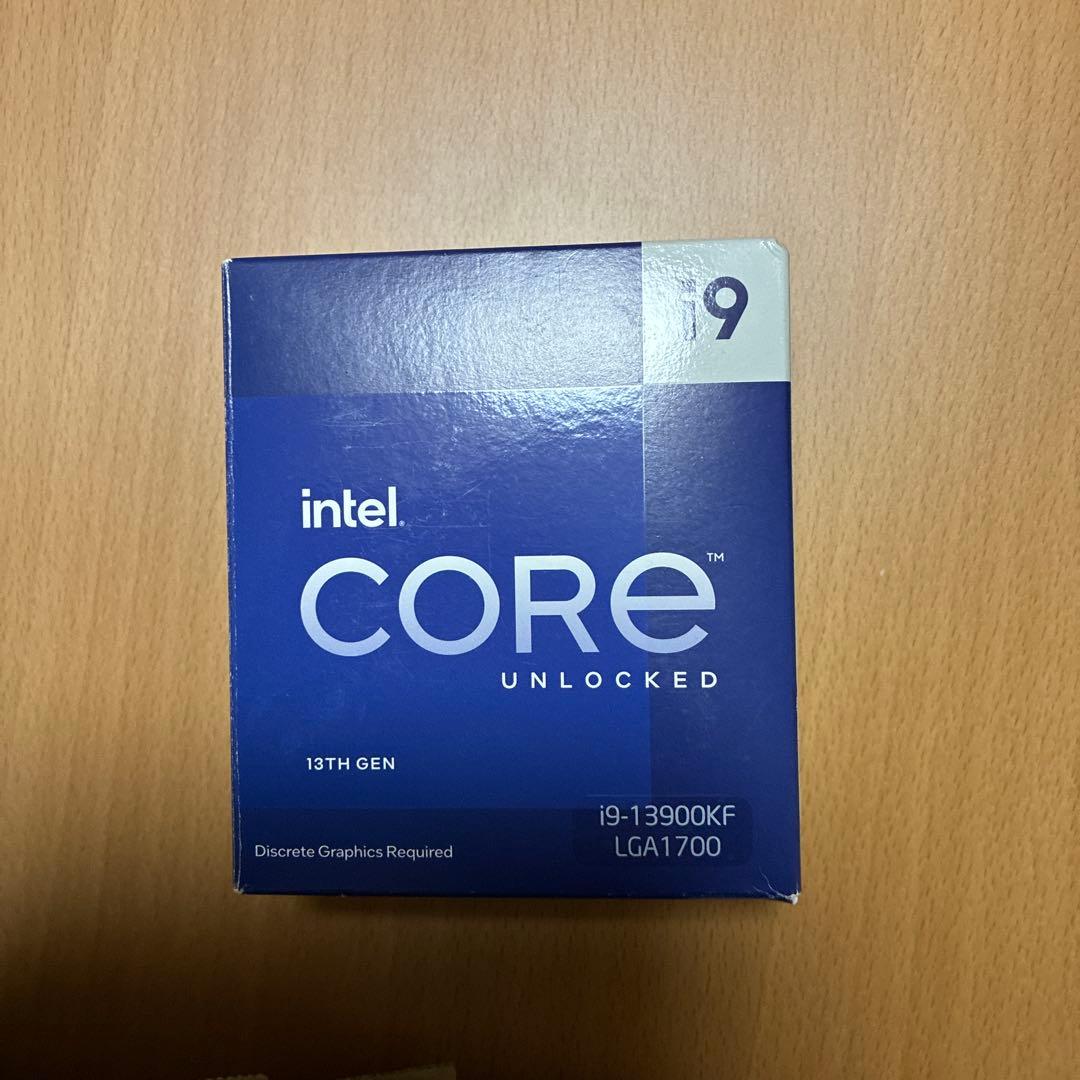 i9
intel.
CORE™
UNLOCKED
13TH GEN
i9-13900KF
LGA1700
Discrete Graphics Required